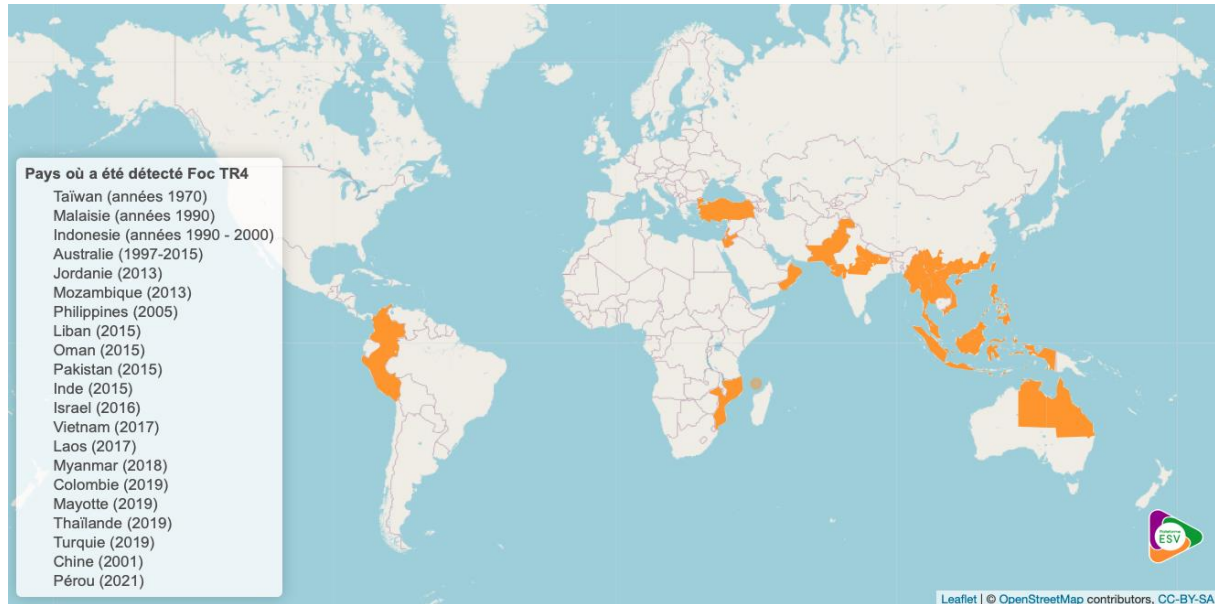 Pays où a été détecté Foc TR4
Taïwan (années 1970)
Malaisie (années 1990)
Indonesie (années 1990 - 2000)
Australie (1997-2015)
Jordanie (2013)
Mozambique (2013)
Philippines (2005)
Liban (2015)
Oman (2015)
Pakistan (2015)
Inde (2015)
Israel (2016)
Vietnam (2017)
Laos (2017)
Myanmar (2018)
Colombie (2019)
Mayotte (2019)
Thaïlande (2019)
Turquie (2019)
Chine (2001)
Pérou (2021)
Plateforme
ESV
Leaflet | © OpenStreetMap contributors, CC-BY-SA